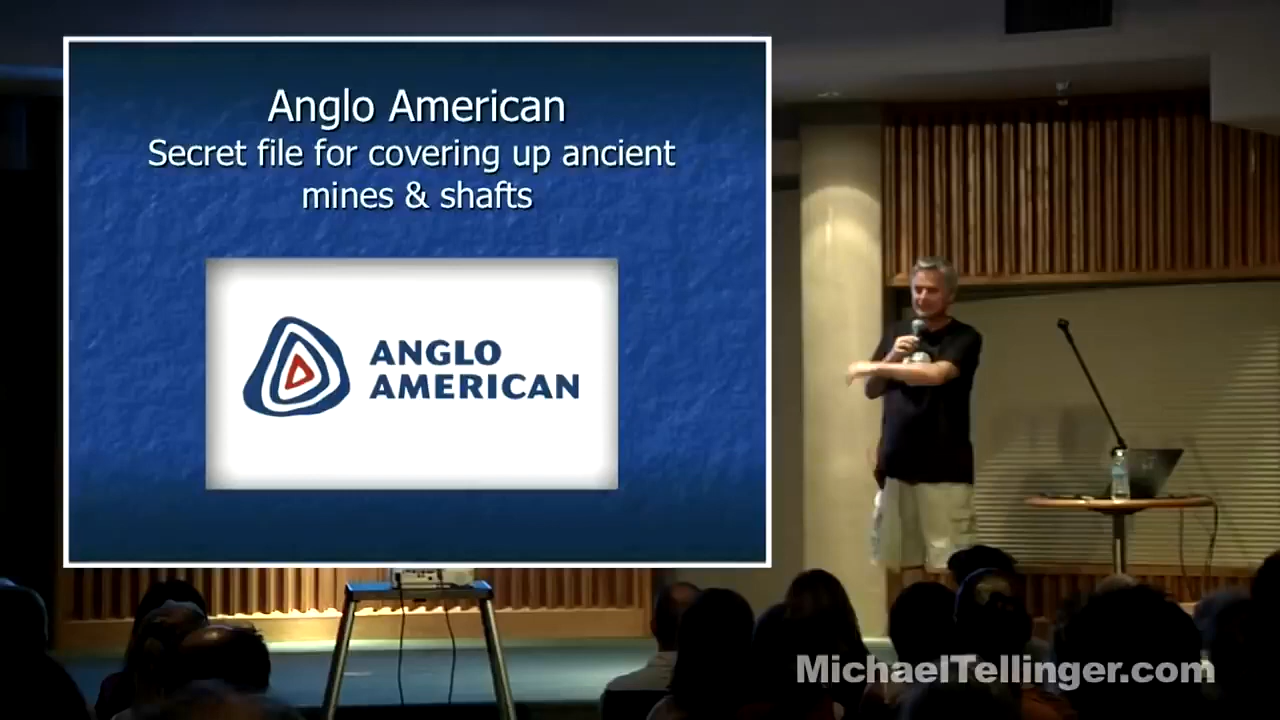 Anglo American
Secret file for covering up ancient
mines & shafts
ANGLO
AMERICAN
MichaelTellinger.com